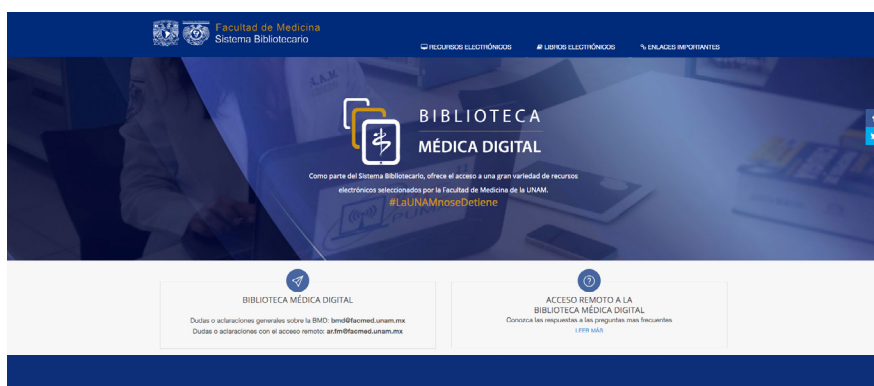 Facultad de Medicina
Sistema Bibliotecario
RECURSOS ELECTRÓNICOS
LIBROS ELECTRÓNICOS
ENLACES IMPORTANTES
BIBLIOTECA
MÉDICA DIGITAL
Como parte del Sistema Bibliotecario, ofrece el acceso a una gran variedad de recursos
electrónicos seleccionados por la Facultad de Medicina de la UNAM.
#LaUNAMnoseDetiene
BIBLIOTECA MÉDICA DIGITAL
Dudas o aclaraciones generales sobre la BMD: bmd@facmed.unam.mx
Dudas o aclaraciones con el acceso remoto: ar.fm@facmed.unam.mx
ACCESO REMOTO A LA
BIBLIOTECA MÉDICA DIGITAL
Conozca las respuestas a las preguntas mas frecuentes
LEER MÁS